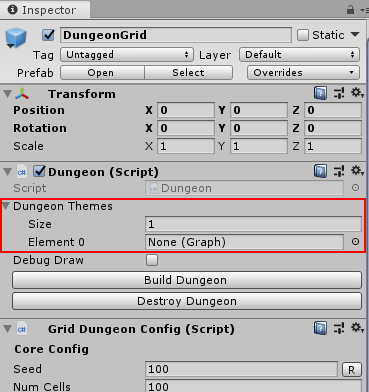 Inspector
DungeonGrid Static
Tag Untagged Layer Default
Prefab Open Select Overrides
Transform
Position X 0 Y 0 Z 0
Rotation X 0 Y 0 Z 0
Scale X 1 Y 1 Z 1
Dungeon (Script)
Script Dungeon
Dungeon Themes
Size 1
Element 0 None (Graph)
Debug Draw
Build Dungeon
Destroy Dungeon
Grid Dungeon Config (Script)
Core Config
Seed 100 R
Num Cells 100